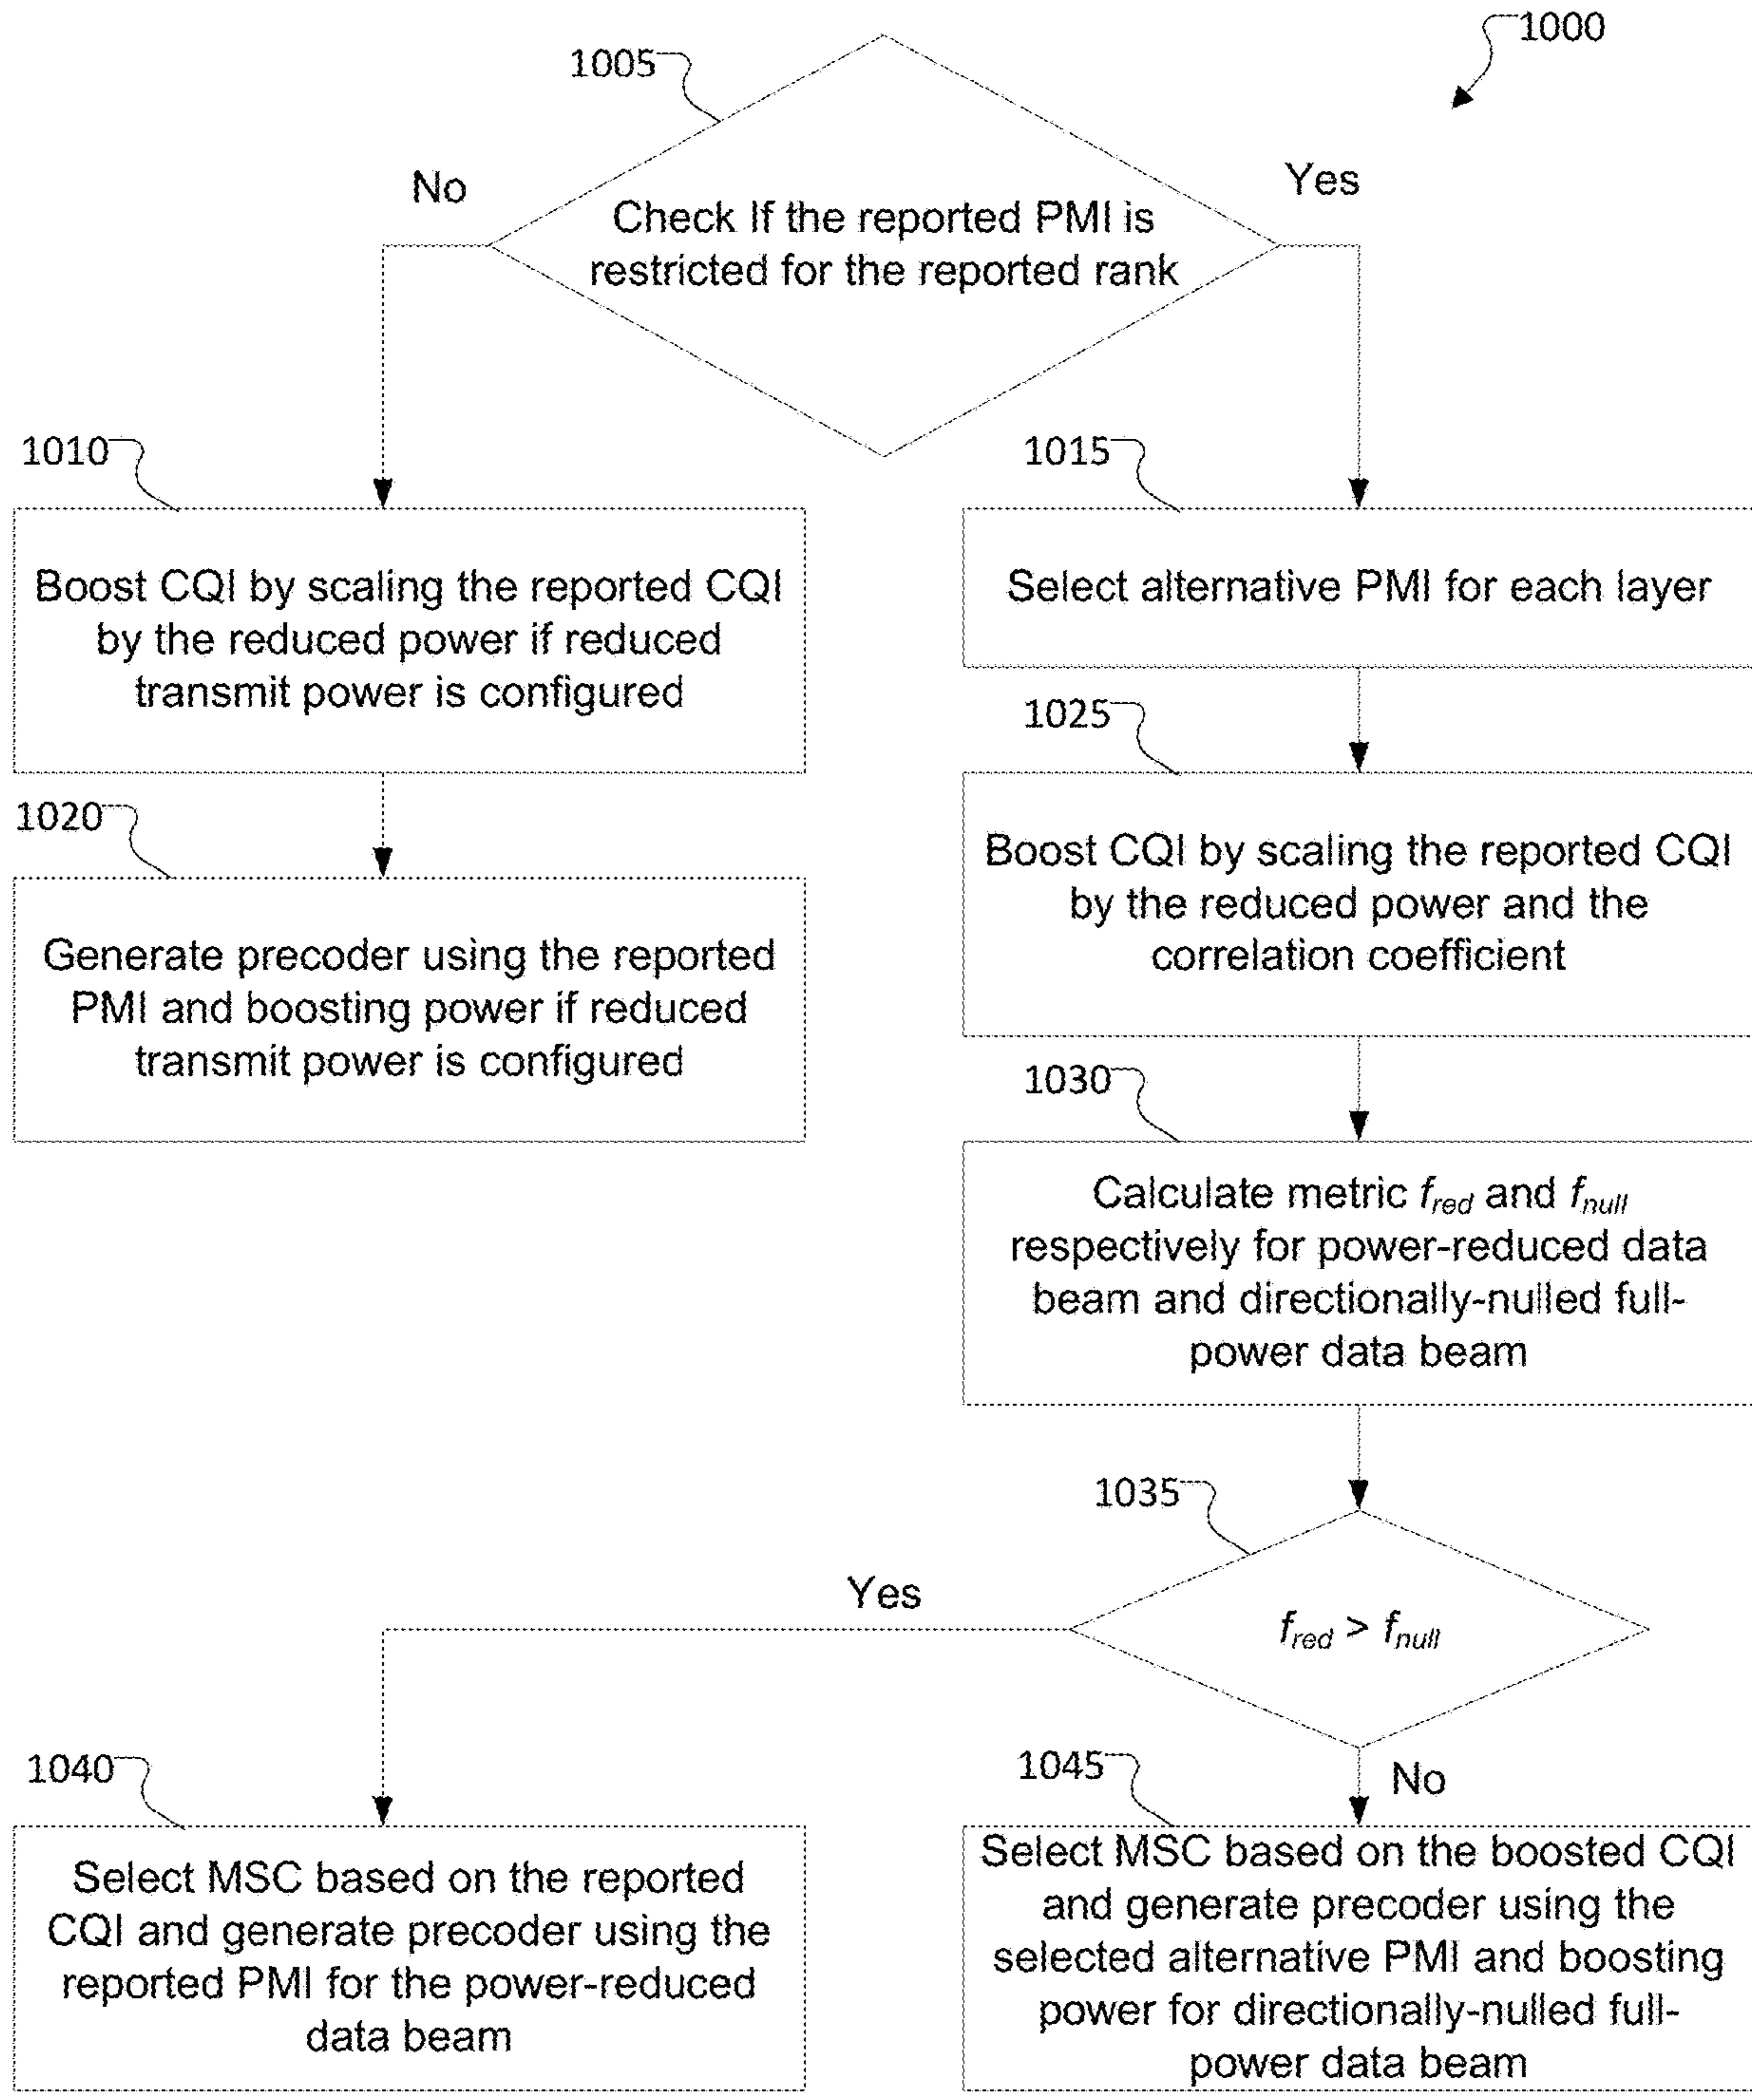 1000
1005
No
Yes
Check If the reported PMI is
restricted for the reported rank
1010
1015
Boost CQI by scaling the reported CQI
by the reduced power if reduced
transmit power is configured
Select alternative PMI for each layer
1020
1025
Generate precoder using the reported
PMI and boosting power if reduced
transmit power is configured
Boost CQI by scaling the reported CQI
by the reduced power and the
correlation coefficient
1030
Calculate metric f_red and f_null
respectively for power-reduced data
beam and directionally-nulled full-
power data beam
1035
Yes
f_red > f_null
No
1040
1045
Select MSC based on the reported
CQI and generate precoder using the
reported PMI for the power-reduced
data beam
Select MSC based on the boosted CQI
and generate precoder using the
selected alternative PMI and boosting
power for directionally-nulled full-
power data beam